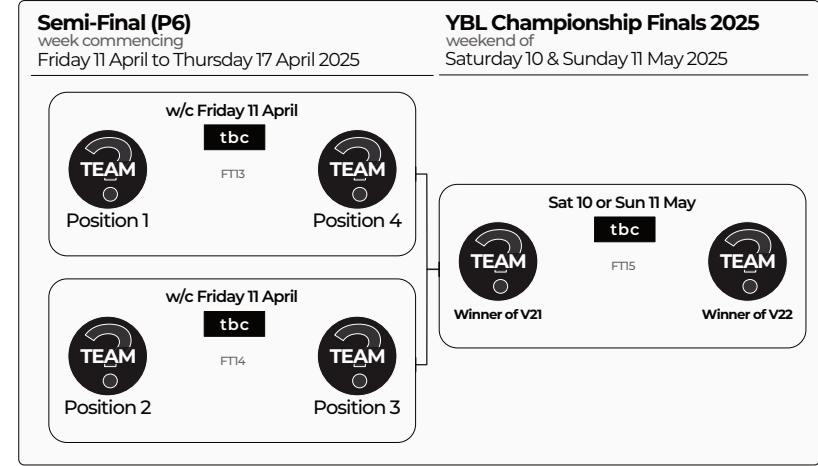 Semi-Final (P6)
week commencing
Friday 11 April to Thursday 17 April 2025
YBL Championship Finals 2025
weekend of
Saturday 10 & Sunday 11 May 2025
w/c Friday 11 April
tbc
FT13
?
TEAM
Position 1
?
TEAM
Position 4
w/c Friday 11 April
tbc
FT14
?
TEAM
Position 2
?
TEAM
Position 3
Sat 10 or Sun 11 May
tbc
FT15
?
TEAM
Winner of V21
?
TEAM
Winner of V22